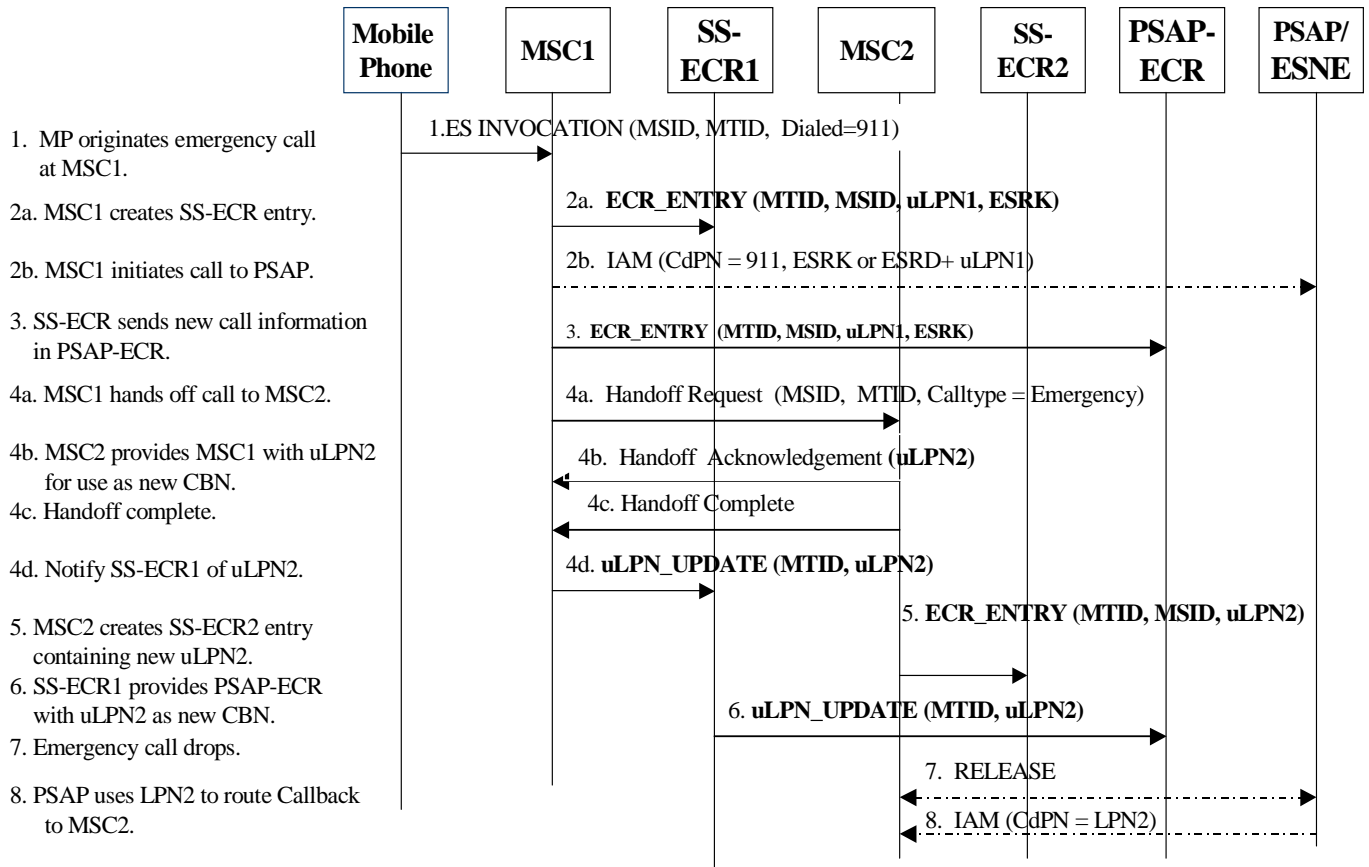 Mobile
Phone
MSC1
SS-
ECR1
MSC2
SS-
ECR2
PSAP-
ECR
PSAP/
ESNE
1. MP originates emergency call
at MSC1.
1.ES INVOCATION (MSID, MTID, Dialed=911)
2a. MSC1 creates SS-ECR entry.
2a. ECR_ENTRY (MTID, MSID, uLPN1, ESRK)
2b. MSC1 initiates call to PSAP.
2b. IAM (CdPN = 911, ESRK or ESRD+ uLPN1)
3. SS-ECR sends new call information
in PSAP-ECR.
3. ECR_ENTRY (MTID, MSID, uLPN1, ESRK)
4a. MSC1 hands off call to MSC2.
4a. Handoff Request (MSID, MTID, Calltype = Emergency)
4b. MSC2 provides MSC1 with uLPN2
for use as new CBN.
4b. Handoff Acknowledgement (uLPN2)
4c. Handoff complete.
4c. Handoff Complete
4d. Notify SS-ECR1 of uLPN2.
4d. uLPN_UPDATE (MTID, uLPN2)
5. MSC2 creates SS-ECR2 entry
containing new uLPN2.
5. ECR_ENTRY (MTID, MSID, uLPN2)
6. SS-ECR1 provides PSAP-ECR
with uLPN2 as new CBN.
6. uLPN_UPDATE (MTID, uLPN2)
7. Emergency call drops.
7. RELEASE
8. PSAP uses LPN2 to route Callback
to MSC2.
8. IAM (CdPN = LPN2)